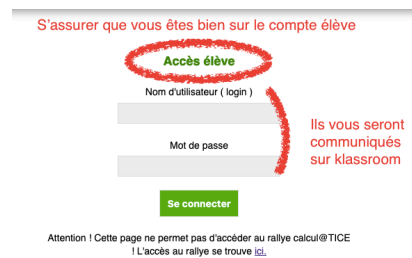 S'assurer que vous êtes bien sur le compte élève
Accès élève
Nom d'utilisateur ( login )
Mot de passe
Ils vous seront
communiqués
sur klassroom
Se connecter
Attention ! Cette page ne permet pas d'accéder au rallye calcul@TICE
! L'accès au rallye se trouve ici.